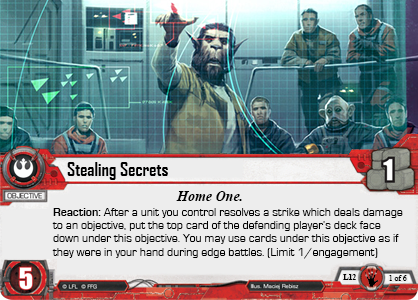 Stealing Secrets
1
OBJECTIVE
Home One.
Reaction: After a unit you control resolves a strike which deals damage
to an objective, put the top card of the defending player's deck face
down under this objective. You may use cards under this objective as if
they were in your hand during edge battles. (Limit 1/engagement)
5
© LFL © FFG
Illus. Maciej Rebisz
L12
1 of 6